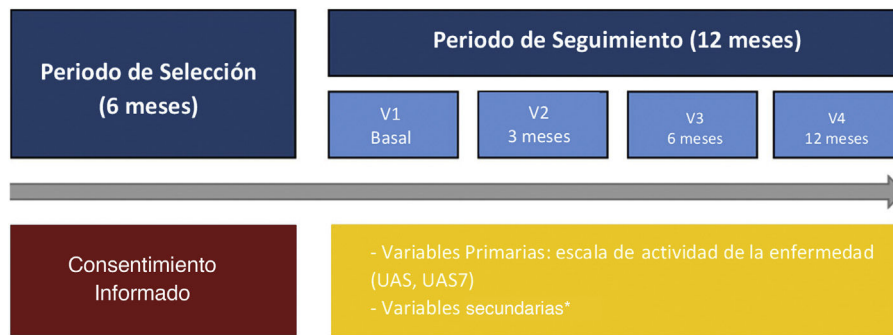 Periodo de Selección
(6 meses)
Periodo de Seguimiento (12 meses)
V1
Basal
V2
3 meses
V3
6 meses
V4
12 meses
Consentimiento
Informado
- Variables Primarias: escala de actividad de la enfermedad
(UAS, UAS7)
- Variables secundarias*